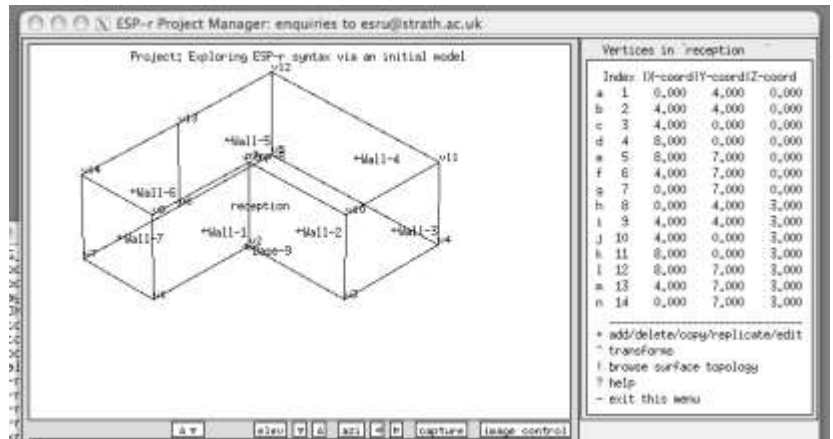 ESP-r Project Manager: enquiries to esru@strath.ac.uk
Project: Exploring ESP-r syntax via an initial model
v12
v13
Wall-5
v14
Wall-4
v11
Wall-6
v10
reception
Wall-7
Wall-1
Wall-2
Wall-3
v4
v7
Base-9
v3
elev
azi
capture
image control
Vertices in reception
Index |X-coord|Y-coord|Z-coord
a 1 0.000 4.000 0.000
b 2 4.000 4.000 0.000
c 3 4.000 0.000 0.000
d 4 8.000 0.000 0.000
e 5 8.000 7.000 0.000
f 6 4.000 7.000 0.000
g 7 0.000 7.000 0.000
h 8 0.000 4.000 3.000
i 9 4.000 4.000 3.000
j 10 4.000 0.000 3.000
k 11 8.000 0.000 3.000
l 12 8.000 7.000 3.000
m 13 4.000 7.000 3.000
n 14 0.000 7.000 3.000
+ add/delete/copy/replicate/edit
^ transforms
! browse surface topology
? help
- exit this menu